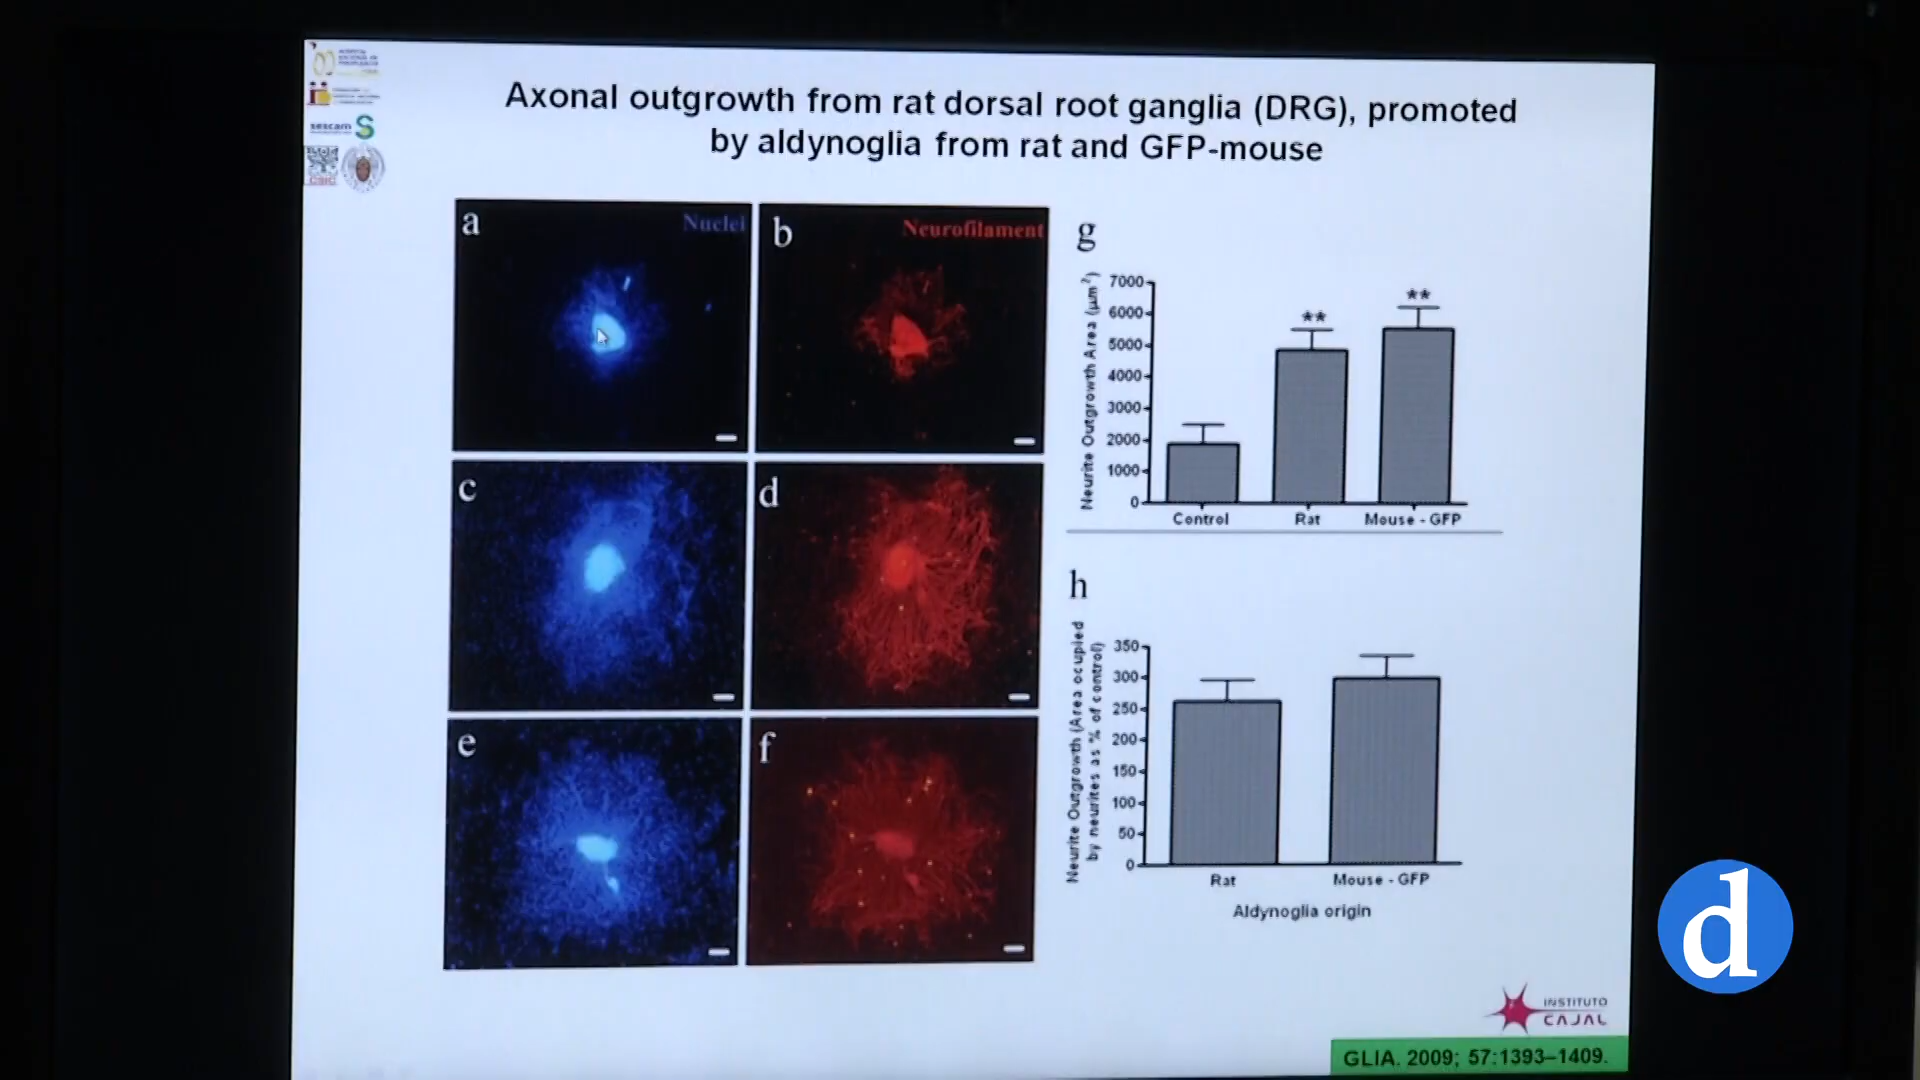 Axonal outgrowth from rat dorsal root ganglia (DRG), promoted
by aldynoglia from rat and GFP-mouse
sescam
CSIC
a
Nuclei
b
Neurofilament
c
d
e
f
g
Neurite Outgrowth Area (µm²)
7000
6000
5000
4000
3000
2000
1000
0
**
**
Control
Rat
Mouse - GFP
h
Neurite Outgrowth (Area ocupied
by neurites as % of control)
350
300
250
200
150
100
50
0
Rat
Mouse - GFP
Aldynoglia origin
d
INSTITUTO
CAJAL
GLIA. 2009; 57:1393–1409.